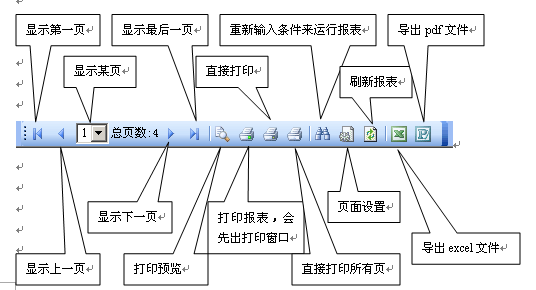 显示第一页
显示最后一页
重新输入条件来运行报表
导出 pdf 文件
显示某页
直接打印
刷新报表
1
总页数:4
显示下一页
打印报表，会
先出打印窗口
页面设置
导出 excel 文件
显示上一页
打印预览
直接打印所有页